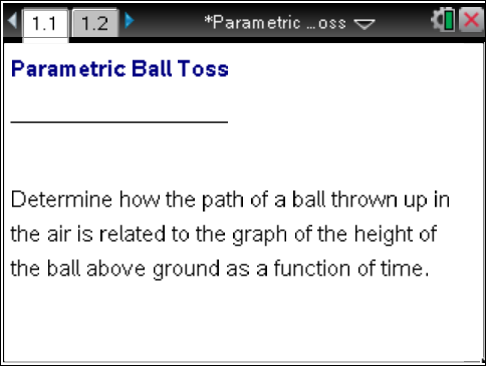 1.1 1.2 *Parametric ...oss
Parametric Ball Toss
Determine how the path of a ball thrown up in
the air is related to the graph of the height of
the ball above ground as a function of time.